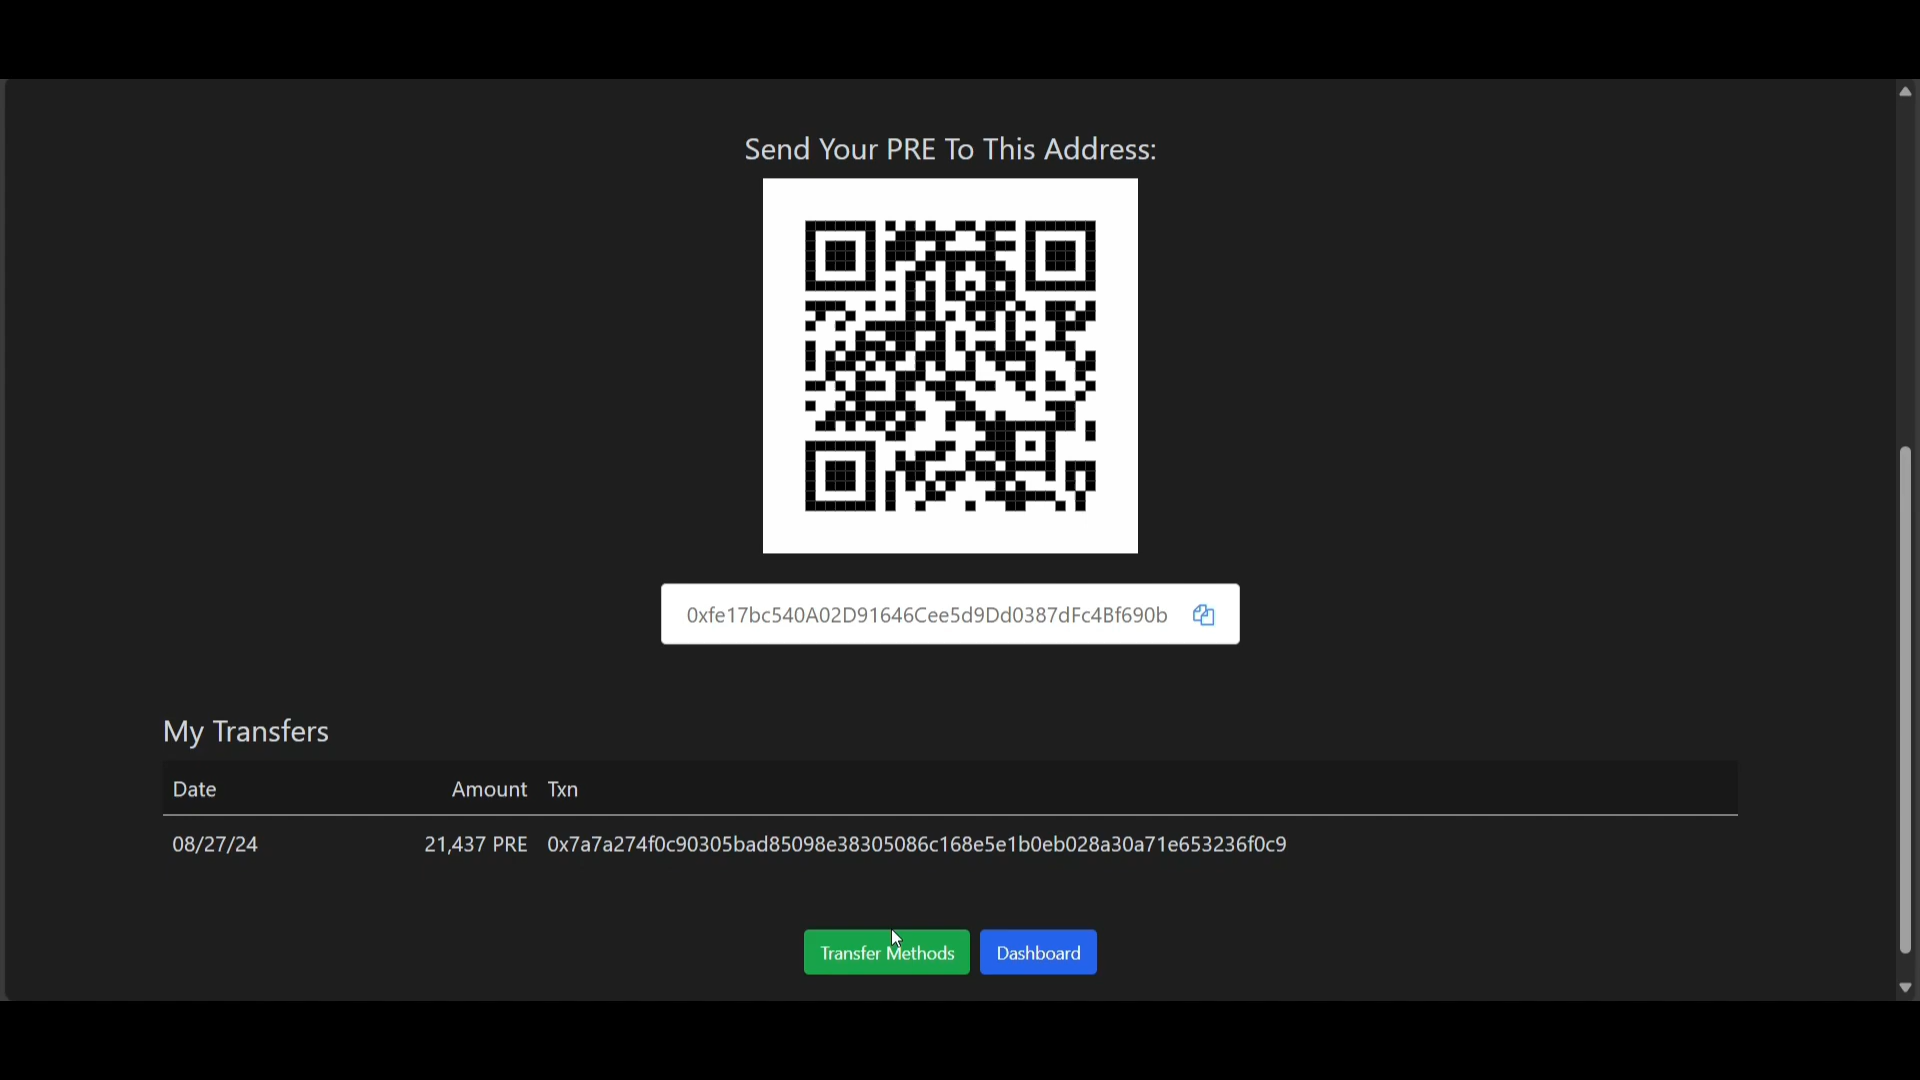 Send Your PRE To This Address:
0xfe17bc540A02D91646Cee5d9Dd0387dFc4Bf690b
My Transfers
Date Amount Txn
08/27/24 21,437 PRE 0x7a7a274f0c90305bad85098e38305086c168e5e1b0eb028a30a71e653236f0c9
Transfer Methods Dashboard